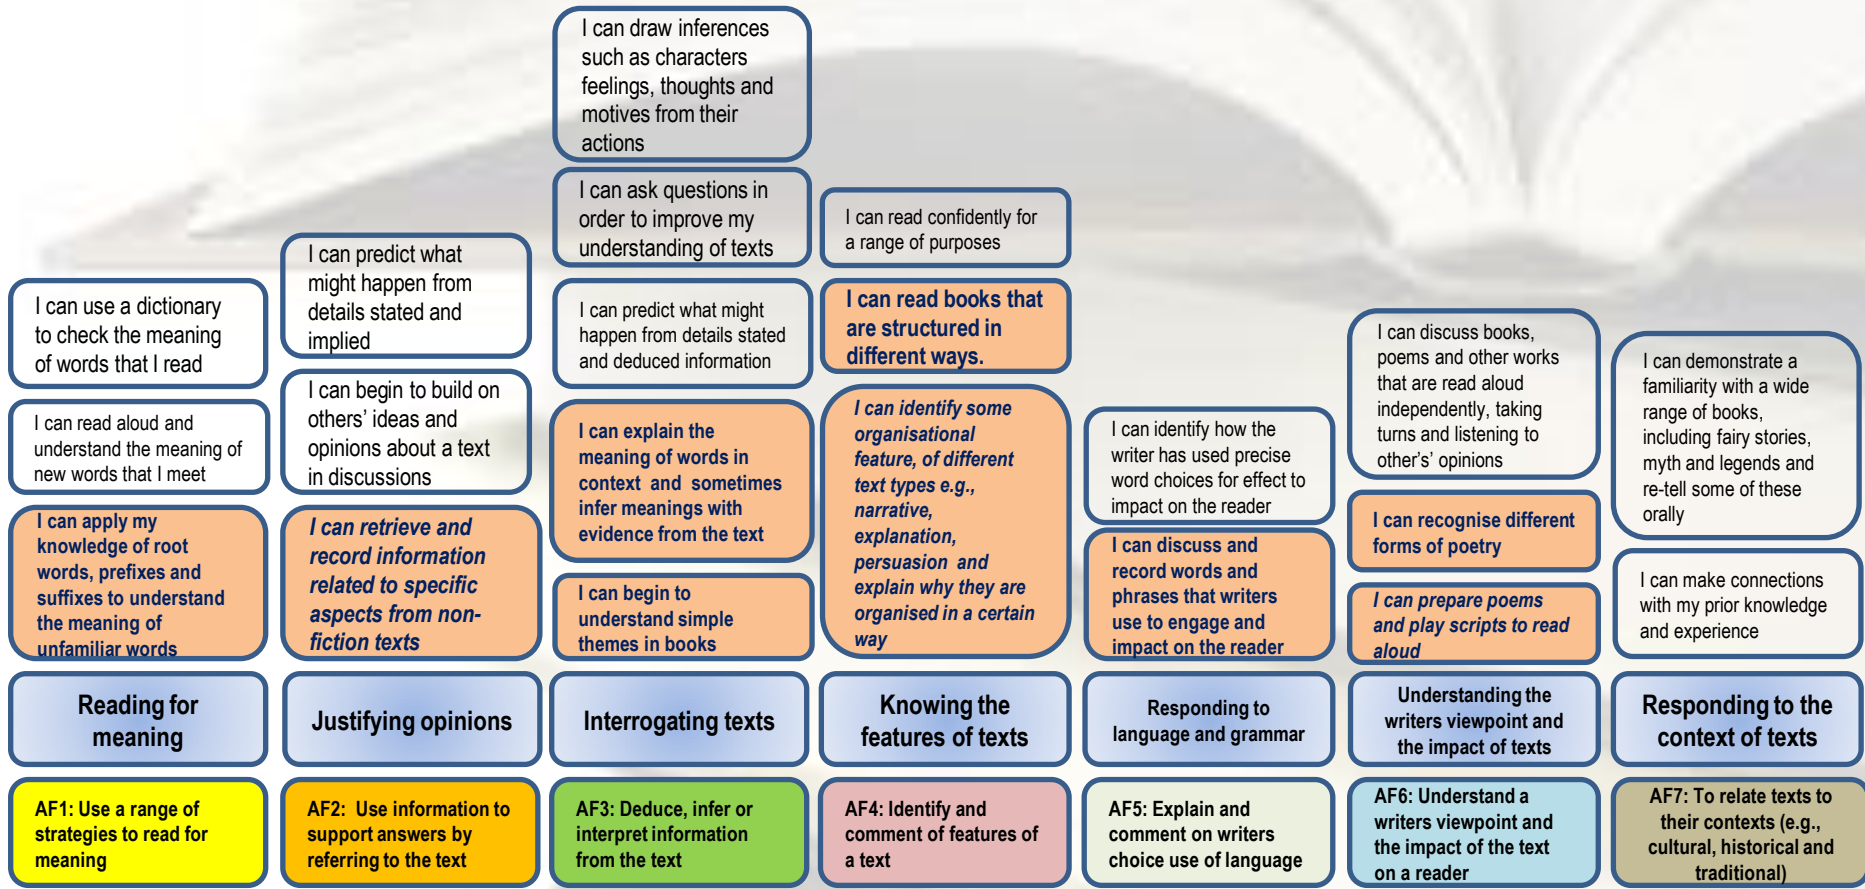 I can use a dictionary
to check the meaning
of words that I read
I can read aloud and
understand the meaning of
new words that I meet
I can apply my
knowledge of root
words, prefixes and
suffixes to understand
the meaning of
unfamiliar words
Reading for
meaning
AF1: Use a range of
strategies to read for
meaning
I can predict what
might happen from
details stated and
implied
I can begin to build on
others’ ideas and
opinions about a text
in discussions
I can retrieve and
record information
related to specific
aspects from non-
fiction texts
Justifying opinions
AF2: Use information to
support answers by
referring to the text
I can draw inferences
such as characters
feelings, thoughts and
motives from their
actions
I can ask questions in
order to improve my
understanding of texts
I can predict what might
happen from details stated
and deduced information
I can explain the
meaning of words in
context and sometimes
infer meanings with
evidence from the text
I can begin to
understand simple
themes in books
Interrogating texts
AF3: Deduce, infer or
interpret information
from the text
I can read confidently for
a range of purposes
I can read books that
are structured in
different ways.
I can identify some
organisational
feature, of different
text types e.g.,
narrative,
explanation,
persuasion and
explain why they are
organised in a certain
way
Knowing the
features of texts
AF4: Identify and
comment of features of
a text
I can identify how the
writer has used precise
word choices for effect to
impact on the reader
I can discuss and
record words and
phrases that writers
use to engage and
impact on the reader
Responding to
language and grammar
AF5: Explain and
comment on writers
choice use of language
I can discuss books,
poems and other works
that are read aloud
independently, taking
turns and listening to
other’s’ opinions
I can recognise different
forms of poetry
I can prepare poems
and play scripts to read
aloud
Understanding the
writers viewpoint and
the impact of texts
AF6: Understand a
writers viewpoint and
the impact of the text
on a reader
I can demonstrate a
familiarity with a wide
range of books,
including fairy stories,
myth and legends and
re-tell some of these
orally
I can make connections
with my prior knowledge
and experience
Responding to the
context of texts
AF7: To relate texts to
their contexts (e.g.,
cultural, historical and
traditional)